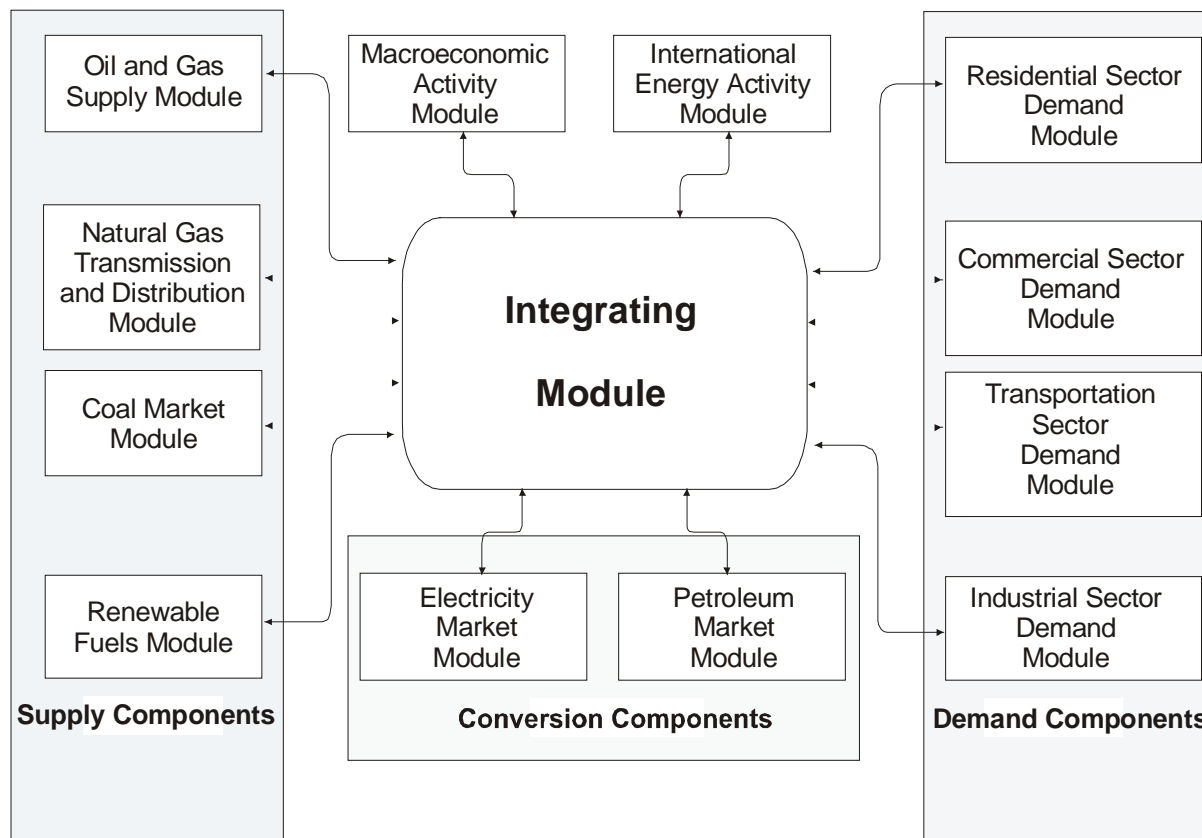 Oil and Gas
Supply Module
Natural Gas
Transmission
and Distribution
Module
Coal Market
Module
Renewable
Fuels Module
Supply Components
Macroeconomic
Activity
Module
International
Energy Activity
Module
Integrating
Module
Electricity
Market
Module
Petroleum
Market
Module
Conversion Components
Residential Sector
Demand
Module
Commercial Sector
Demand
Module
Transportation
Sector
Demand
Module
Industrial Sector
Demand
Module
Demand Components